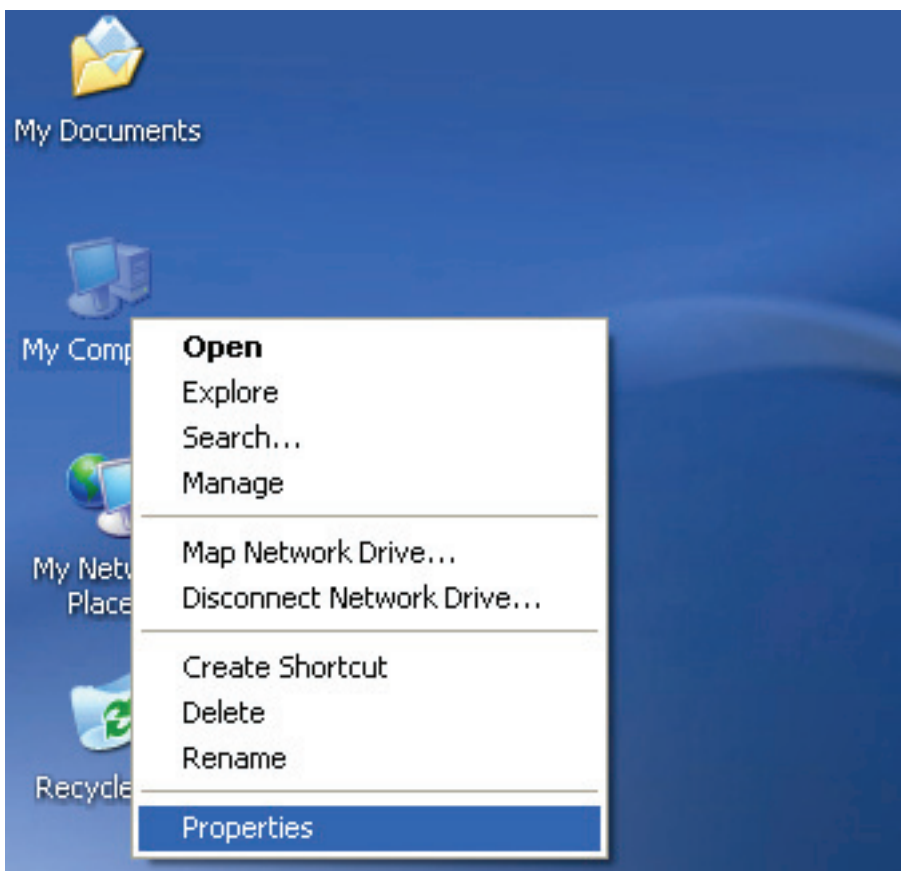 My Documents
My Comp
Open
Explore
Search...
Manage
Map Network Drive...
Disconnect Network Drive...
My Netw
Place
Create Shortcut
Delete
Rename
Recycle
Properties